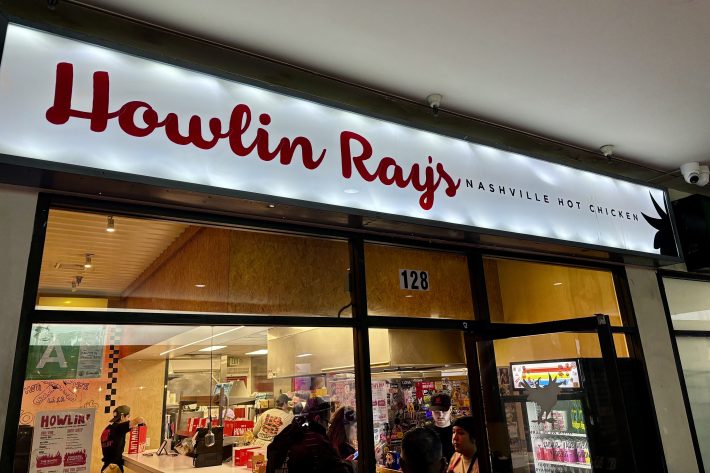 Howlin Ray's NASHVILLE HOT CHICKEN
128
A
HOWLIN'